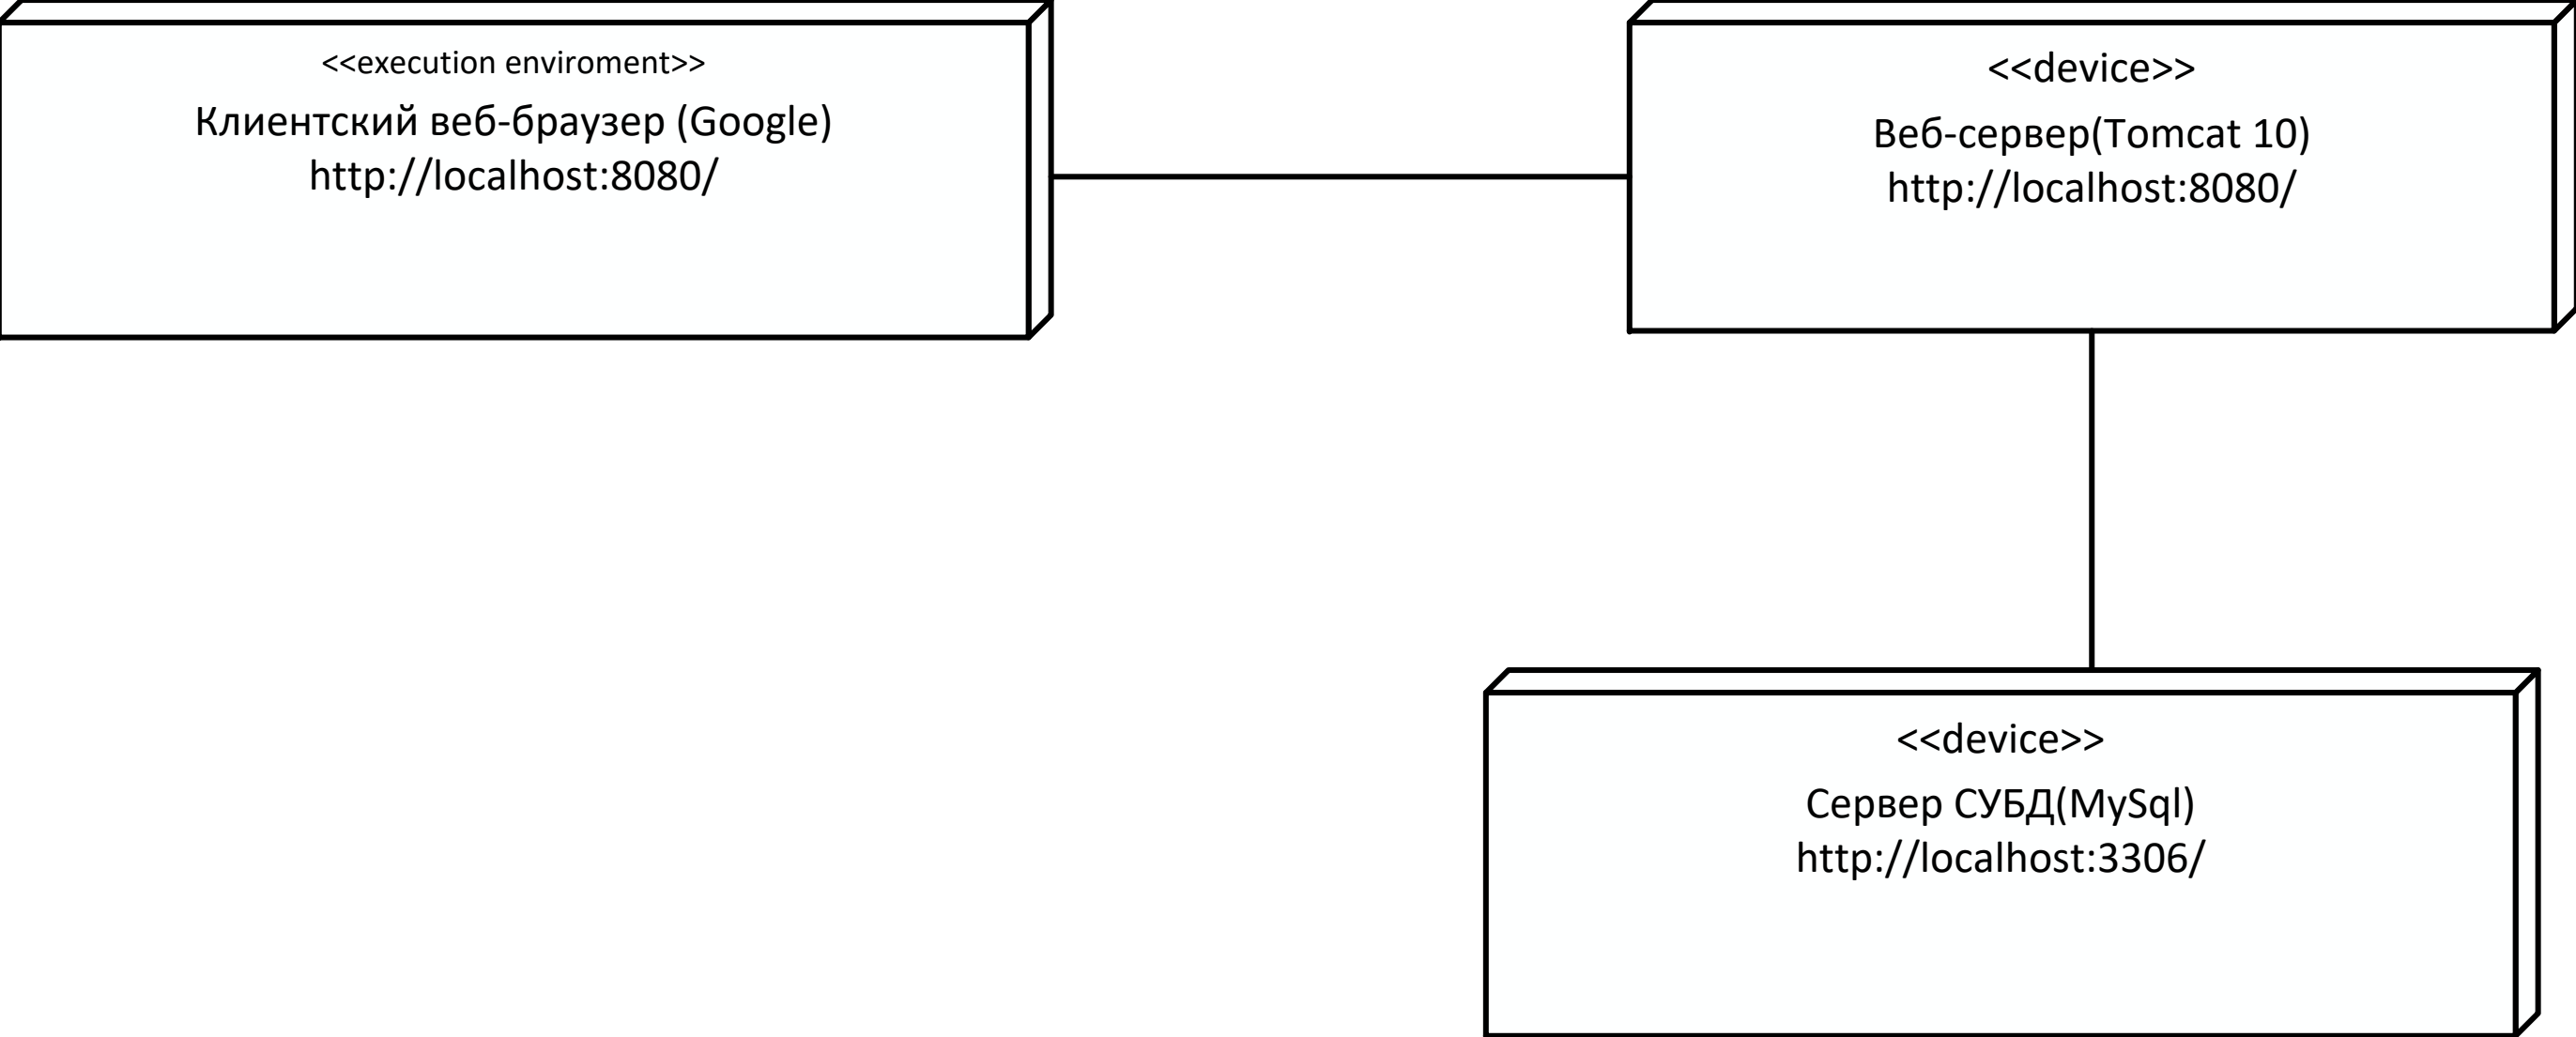 <<execution enviroment>>
Клиентский веб-браузер (Google)
http://localhost:8080/
<<device>>
Веб-сервер(Tomcat 10)
http://localhost:8080/
<<device>>
Сервер СУБД(MySql)
http://localhost:3306/